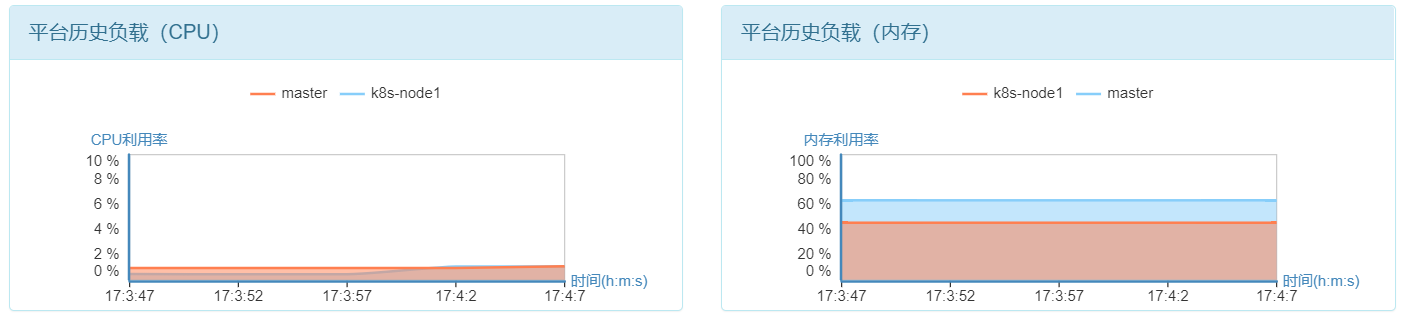 平台历史负载（CPU）
master
k8s-node1
CPU利用率
10 %
8 %
6 %
4 %
2 %
0 %
17:3:47
17:3:52
17:3:57
17:4:2
17:4:7
时间(h:m:s)
平台历史负载（内存）
k8s-node1
master
内存利用率
100 %
80 %
60 %
40 %
20 %
0 %
17:3:47
17:3:52
17:3:57
17:4:2
17:4:7
时间(h:m:s)